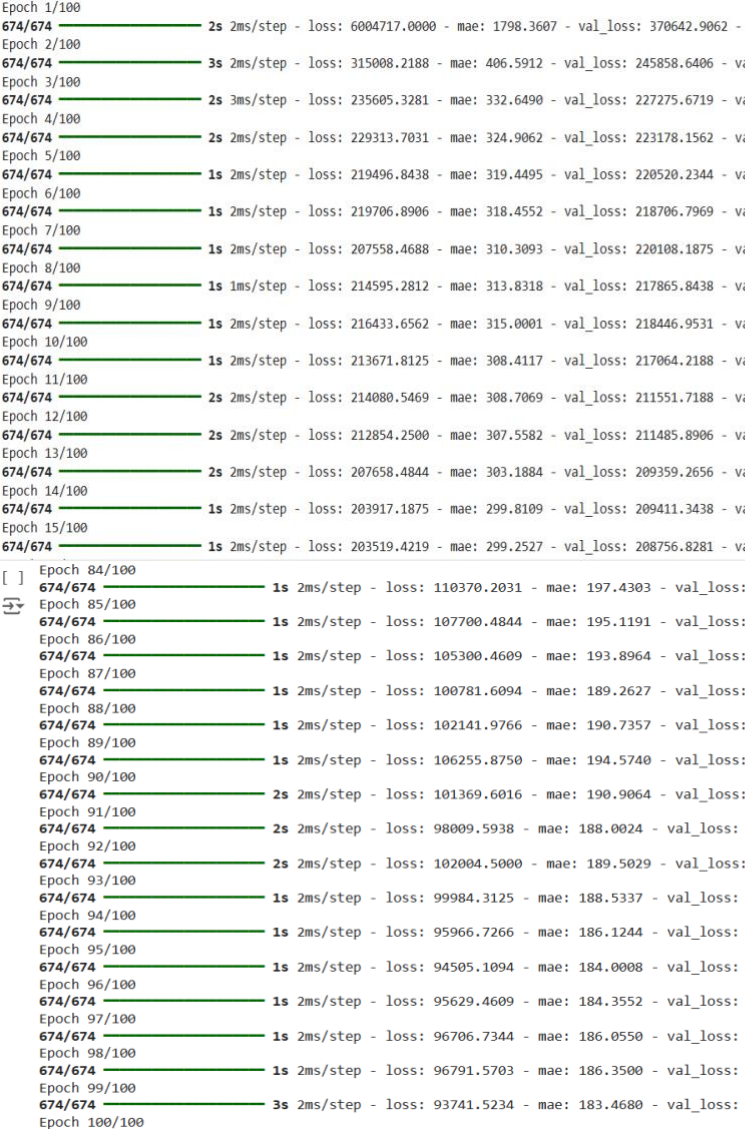 Epoch 1/100
674/674 2s 2ms/step - loss: 6004717.0000 - mae: 1798.3607 - val_loss: 370642.9062 -
Epoch 2/100
674/674 3s 2ms/step - loss: 315008.2188 - mae: 406.5912 - val_loss: 245858.6406 - va
Epoch 3/100
674/674 2s 3ms/step - loss: 235605.3281 - mae: 332.6490 - val_loss: 227275.6719 - va
Epoch 4/100
674/674 2s 2ms/step - loss: 229313.7031 - mae: 324.9062 - val_loss: 223178.1562 - va
Epoch 5/100
674/674 1s 2ms/step - loss: 219496.8438 - mae: 319.4495 - val_loss: 220520.2344 - va
Epoch 6/100
674/674 1s 2ms/step - loss: 219706.8906 - mae: 318.4552 - val_loss: 218706.7969 - va
Epoch 7/100
674/674 1s 2ms/step - loss: 207558.4688 - mae: 310.3093 - val_loss: 220108.1875 - va
Epoch 8/100
674/674 1s 1ms/step - loss: 214595.2812 - mae: 313.8318 - val_loss: 217865.8438 - va
Epoch 9/100
674/674 1s 2ms/step - loss: 216433.6562 - mae: 315.0001 - val_loss: 218446.9531 - va
Epoch 10/100
674/674 1s 2ms/step - loss: 213671.8125 - mae: 308.4117 - val_loss: 217064.2188 - va
Epoch 11/100
674/674 2s 2ms/step - loss: 214080.5469 - mae: 308.7069 - val_loss: 211551.7188 - va
Epoch 12/100
674/674 2s 2ms/step - loss: 212854.2500 - mae: 307.5582 - val_loss: 211485.8906 - va
Epoch 13/100
674/674 2s 2ms/step - loss: 207658.4844 - mae: 303.1884 - val_loss: 209359.2656 - va
Epoch 14/100
674/674 1s 2ms/step - loss: 203917.1875 - mae: 299.8109 - val_loss: 209411.3438 - va
Epoch 15/100
674/674 1s 2ms/step - loss: 203519.4219 - mae: 299.2527 - val_loss: 208756.8281 - va
[ ] Epoch 84/100
674/674 1s 2ms/step - loss: 110370.2031 - mae: 197.4303 - val_loss:
Epoch 85/100
674/674 1s 2ms/step - loss: 107700.4844 - mae: 195.1191 - val_loss:
Epoch 86/100
674/674 1s 2ms/step - loss: 105300.4609 - mae: 193.8964 - val_loss:
Epoch 87/100
674/674 1s 2ms/step - loss: 100781.6094 - mae: 189.2627 - val_loss:
Epoch 88/100
674/674 1s 2ms/step - loss: 102141.9766 - mae: 190.7357 - val_loss:
Epoch 89/100
674/674 1s 2ms/step - loss: 106255.8750 - mae: 194.5740 - val_loss:
Epoch 90/100
674/674 2s 2ms/step - loss: 101369.6016 - mae: 190.9064 - val_loss:
Epoch 91/100
674/674 2s 2ms/step - loss: 98009.5938 - mae: 188.0024 - val_loss:
Epoch 92/100
674/674 2s 2ms/step - loss: 102004.5000 - mae: 189.5029 - val_loss:
Epoch 93/100
674/674 1s 2ms/step - loss: 99984.3125 - mae: 188.5337 - val_loss:
Epoch 94/100
674/674 1s 2ms/step - loss: 95966.7266 - mae: 186.1244 - val_loss:
Epoch 95/100
674/674 1s 2ms/step - loss: 94505.1094 - mae: 184.0008 - val_loss:
Epoch 96/100
674/674 1s 2ms/step - loss: 95629.4609 - mae: 184.3552 - val_loss:
Epoch 97/100
674/674 1s 2ms/step - loss: 96706.7344 - mae: 186.0550 - val_loss:
Epoch 98/100
674/674 1s 2ms/step - loss: 96791.5703 - mae: 186.3500 - val_loss:
Epoch 99/100
674/674 3s 2ms/step - loss: 93741.5234 - mae: 183.4680 - val_loss:
Epoch 100/100